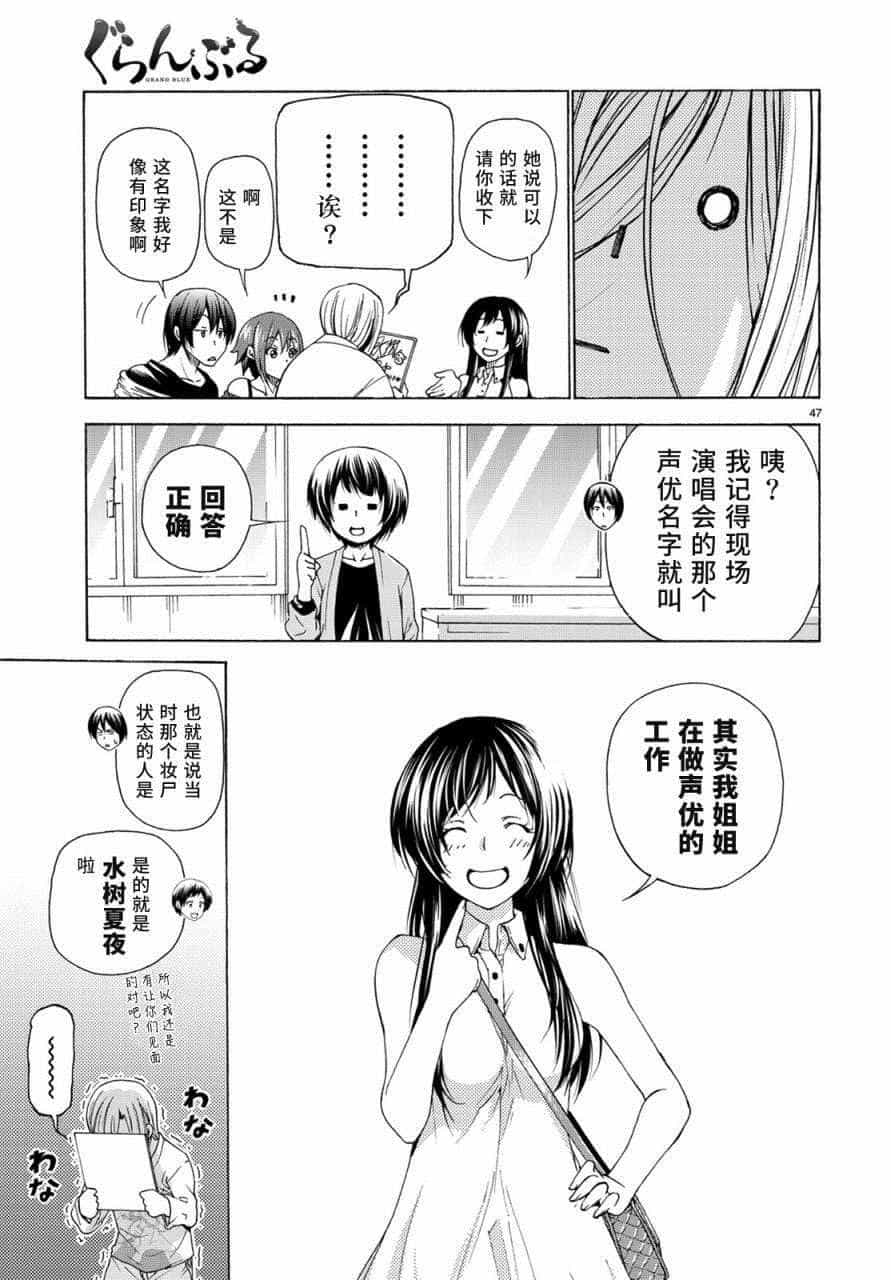 ぐらんぶる
GRAND BLUE
她说可以
的话就
请你收下
………
………
………诶？
啊
这不是
这名字我好
像有印象啊
47
咦？
我记得现场
演唱会的那个
声优名字就叫
回答
正确
其实我姐姐
在做声优的
工作
也就是说当
时那个妆尸
状态的人是
是的就是
水树夏夜
啦
所以我还是
有让你们见面
的对吧？
わな
わな